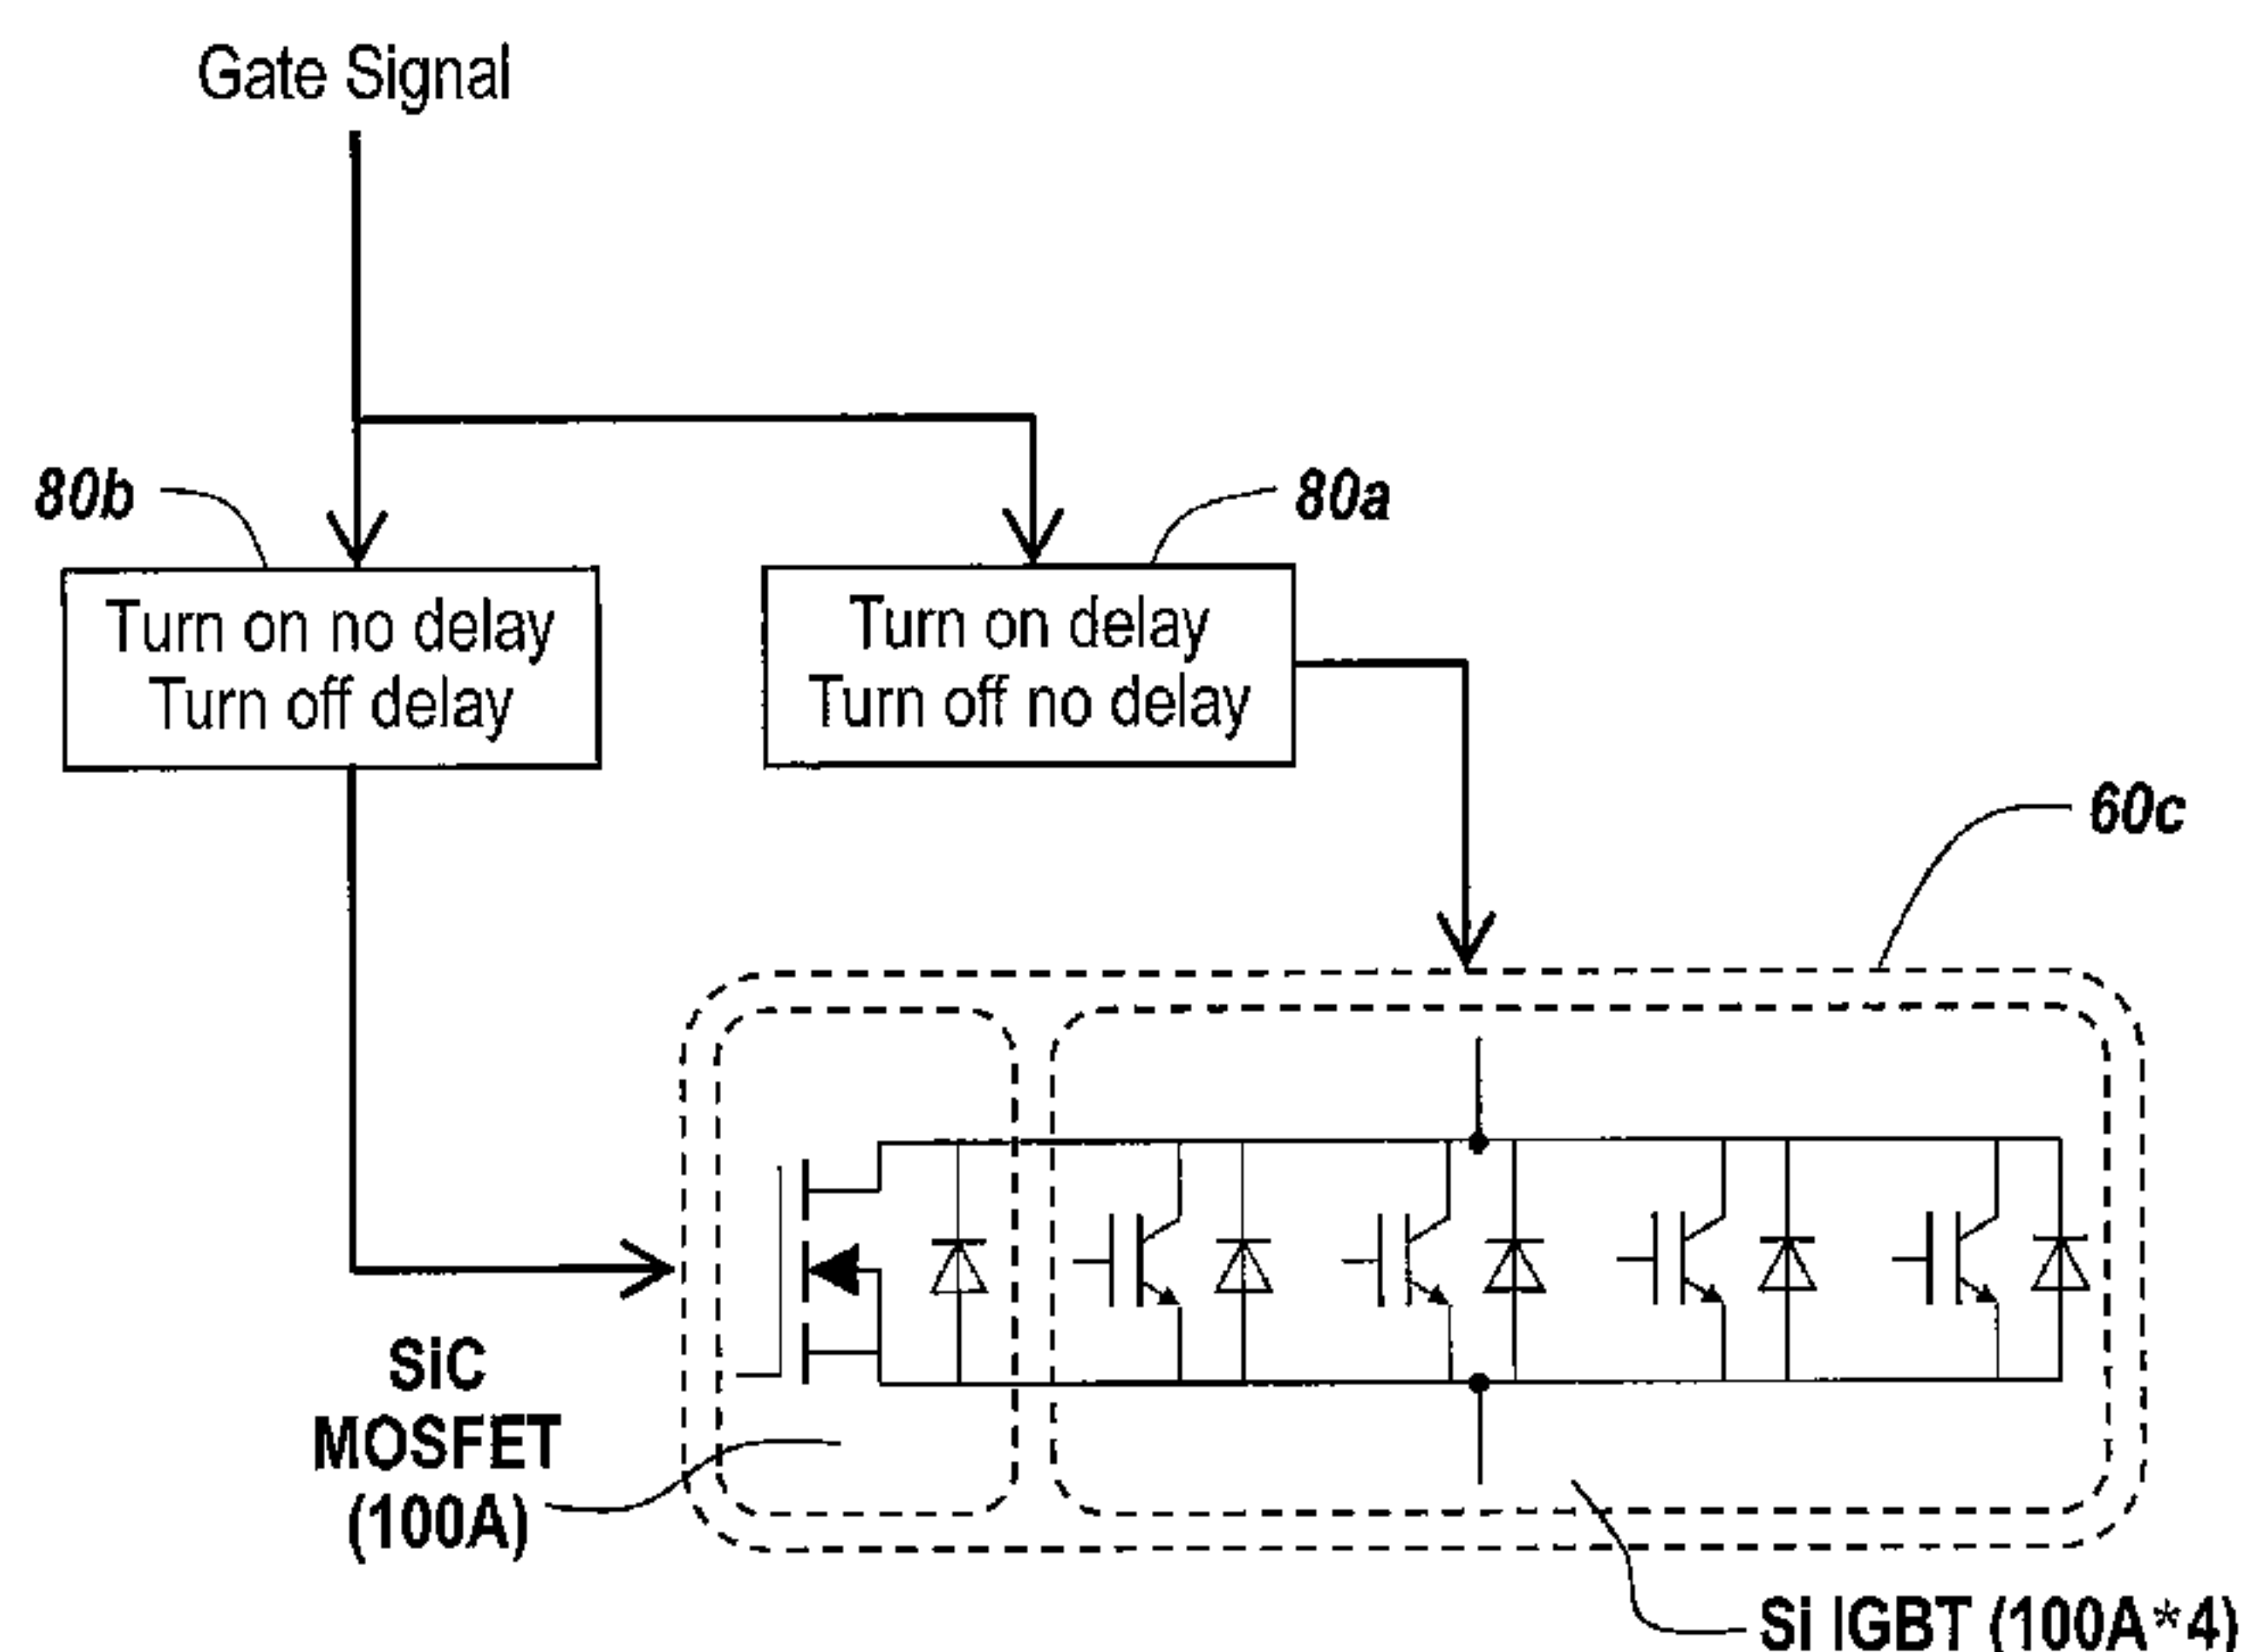 Gate Signal
80b
80a
Turn on no delay
Turn off delay
Turn on delay
Turn off no delay
60c
SiC
MOSFET
(100A)
Si IGBT (100A*4)